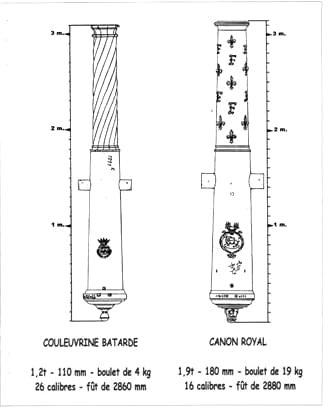 3 m.
3 m.
2 m.
2 m.
1 m.
1 m.
COULEUVRINE BATARDE
CANON ROYAL
1,2t - 110 mm - boulet de 4 kg
26 calibres - fût de 2860 mm
1,9t - 180 mm - boulet de 19 kg
16 calibres - fût de 2880 mm